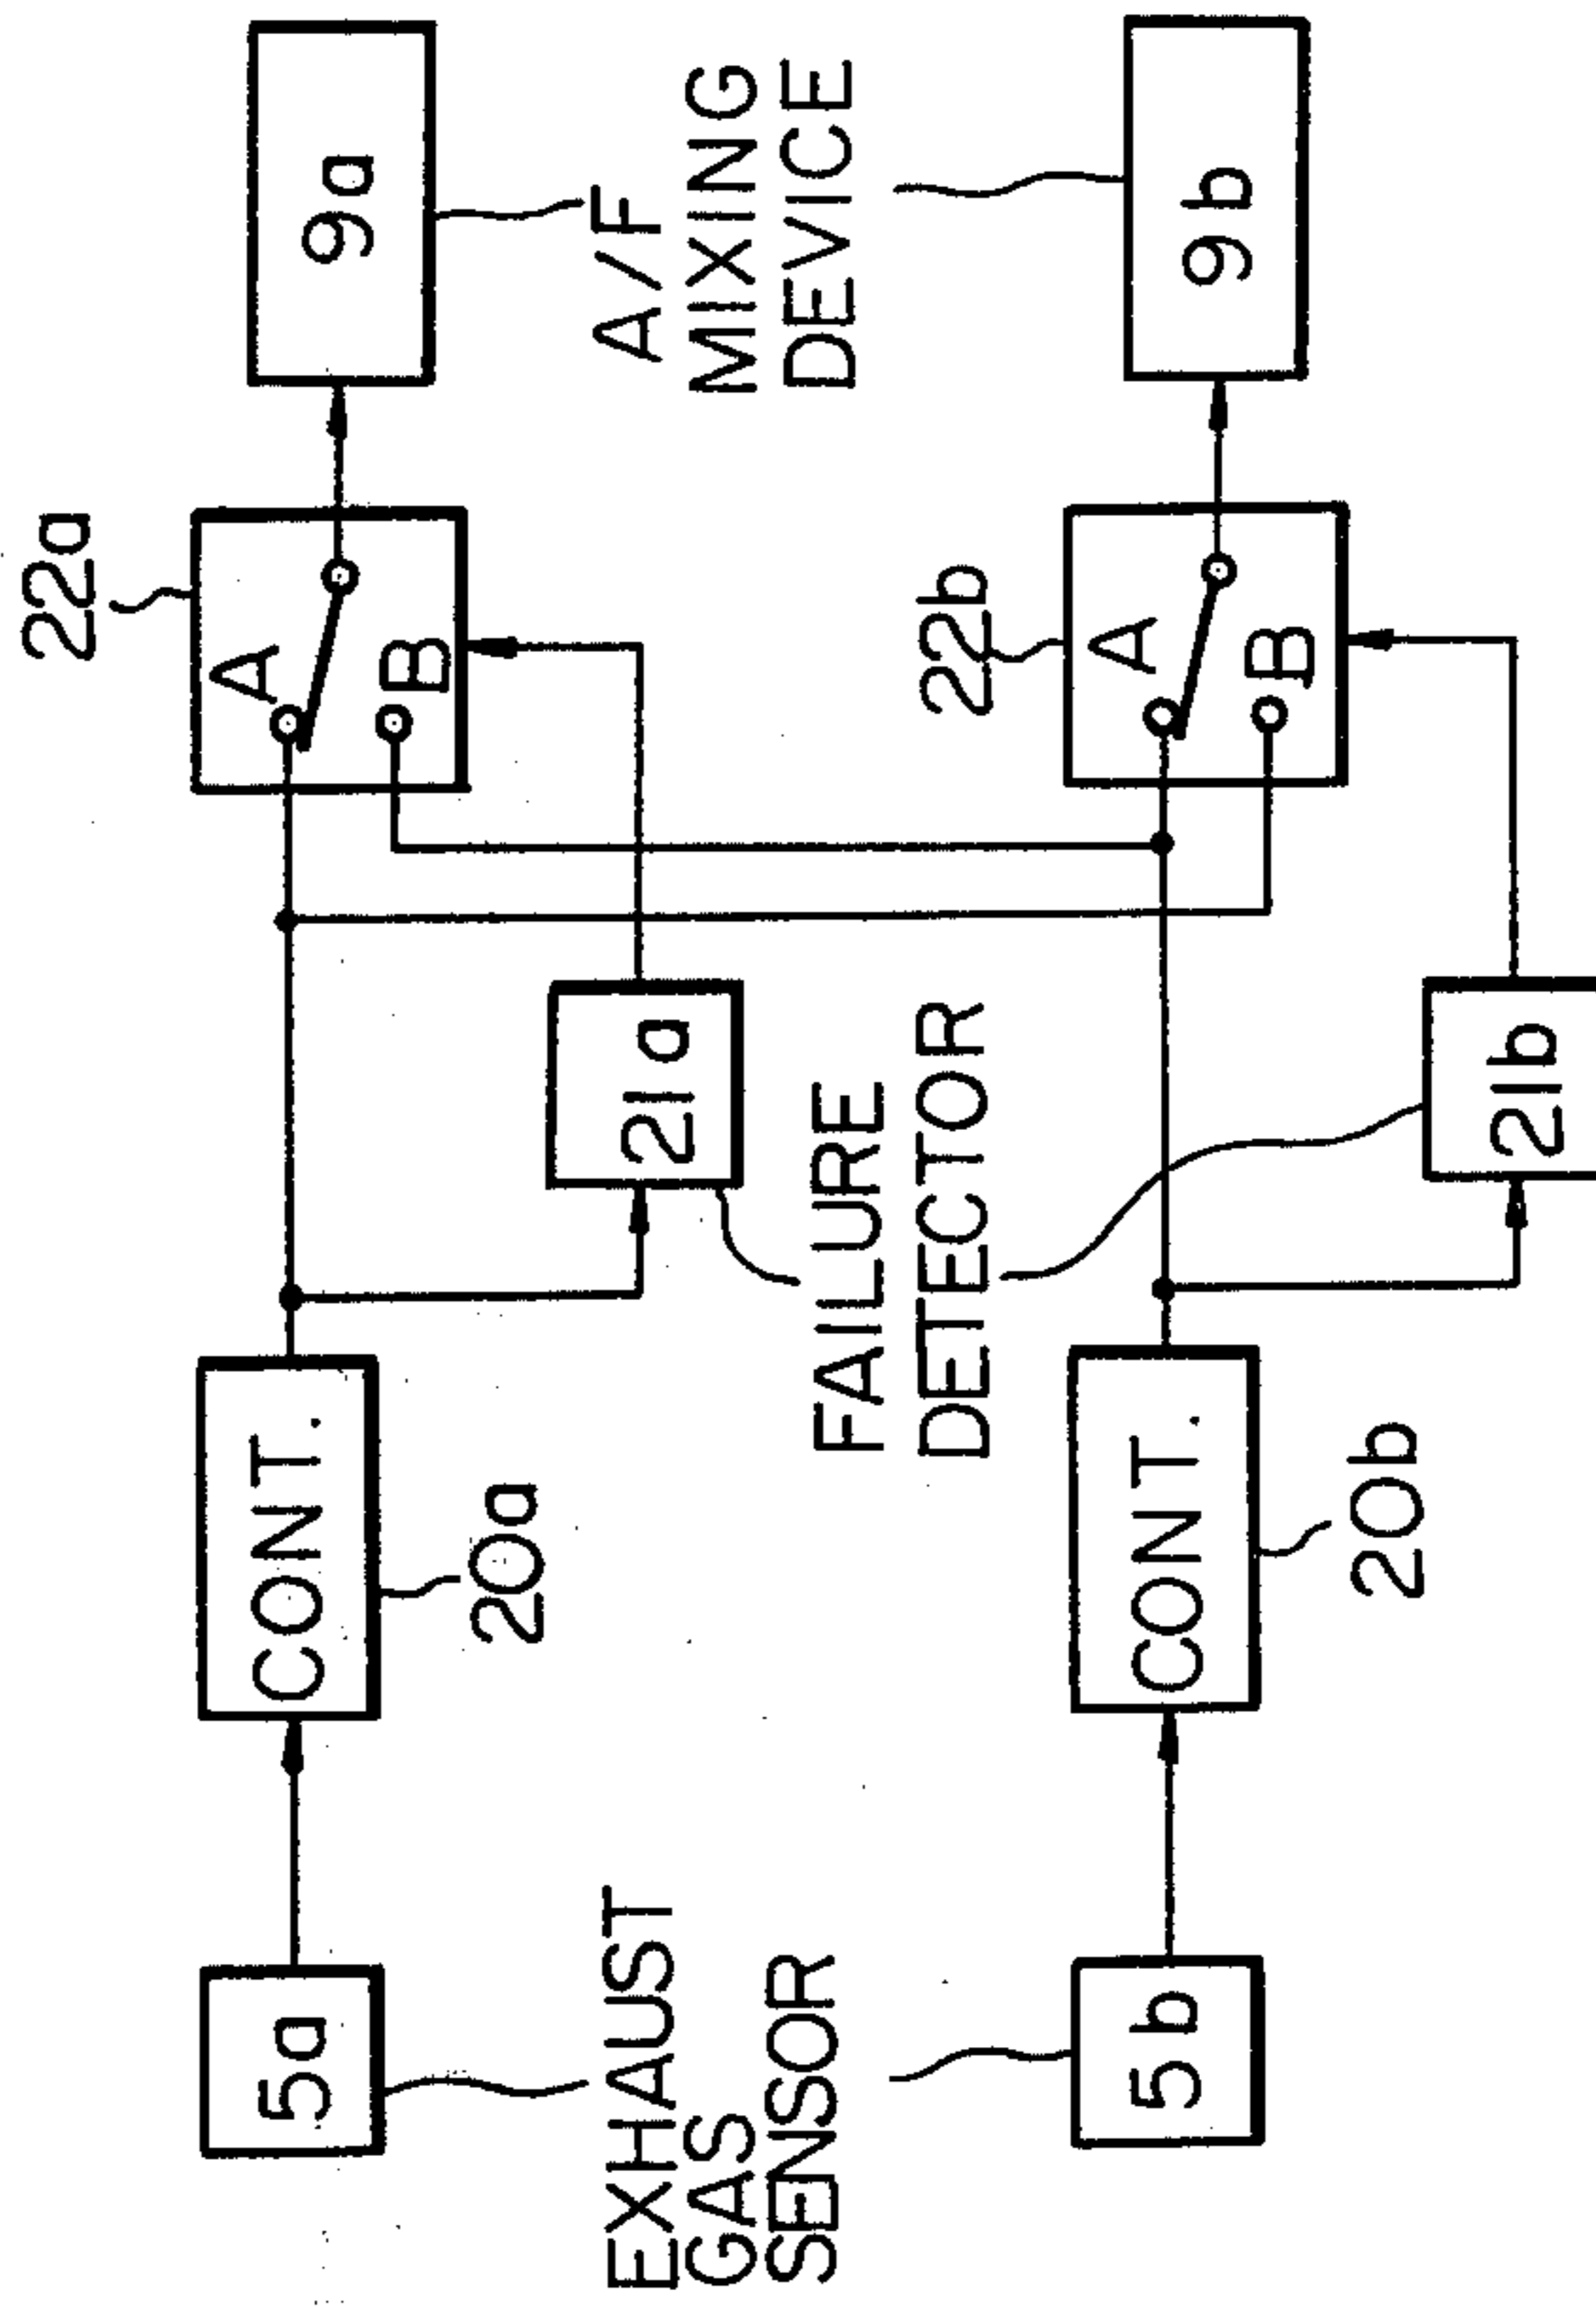 5a
EXHAUST
GAS
SENSOR
5b
CONT.
20a
CONT.
20b
21a
FAILURE
DETECTOR
21b
22a
A
B
22b
A
B
9a
A/F
MIXING
DEVICE
9b